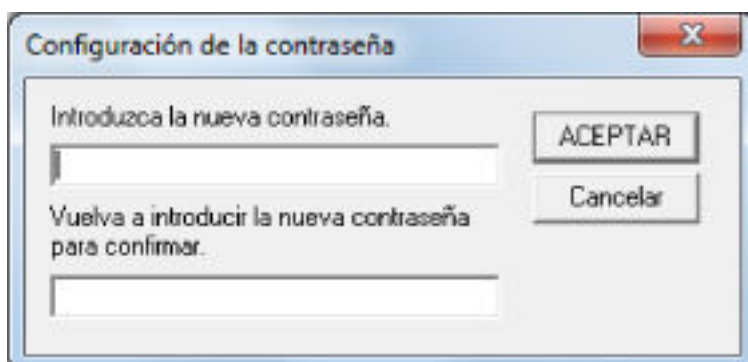 Configuración de la contraseña
Introduzca la nueva contraseña.
ACEPTAR
Cancelar
Vuelva a introducir la nueva contraseña
para confirmar.